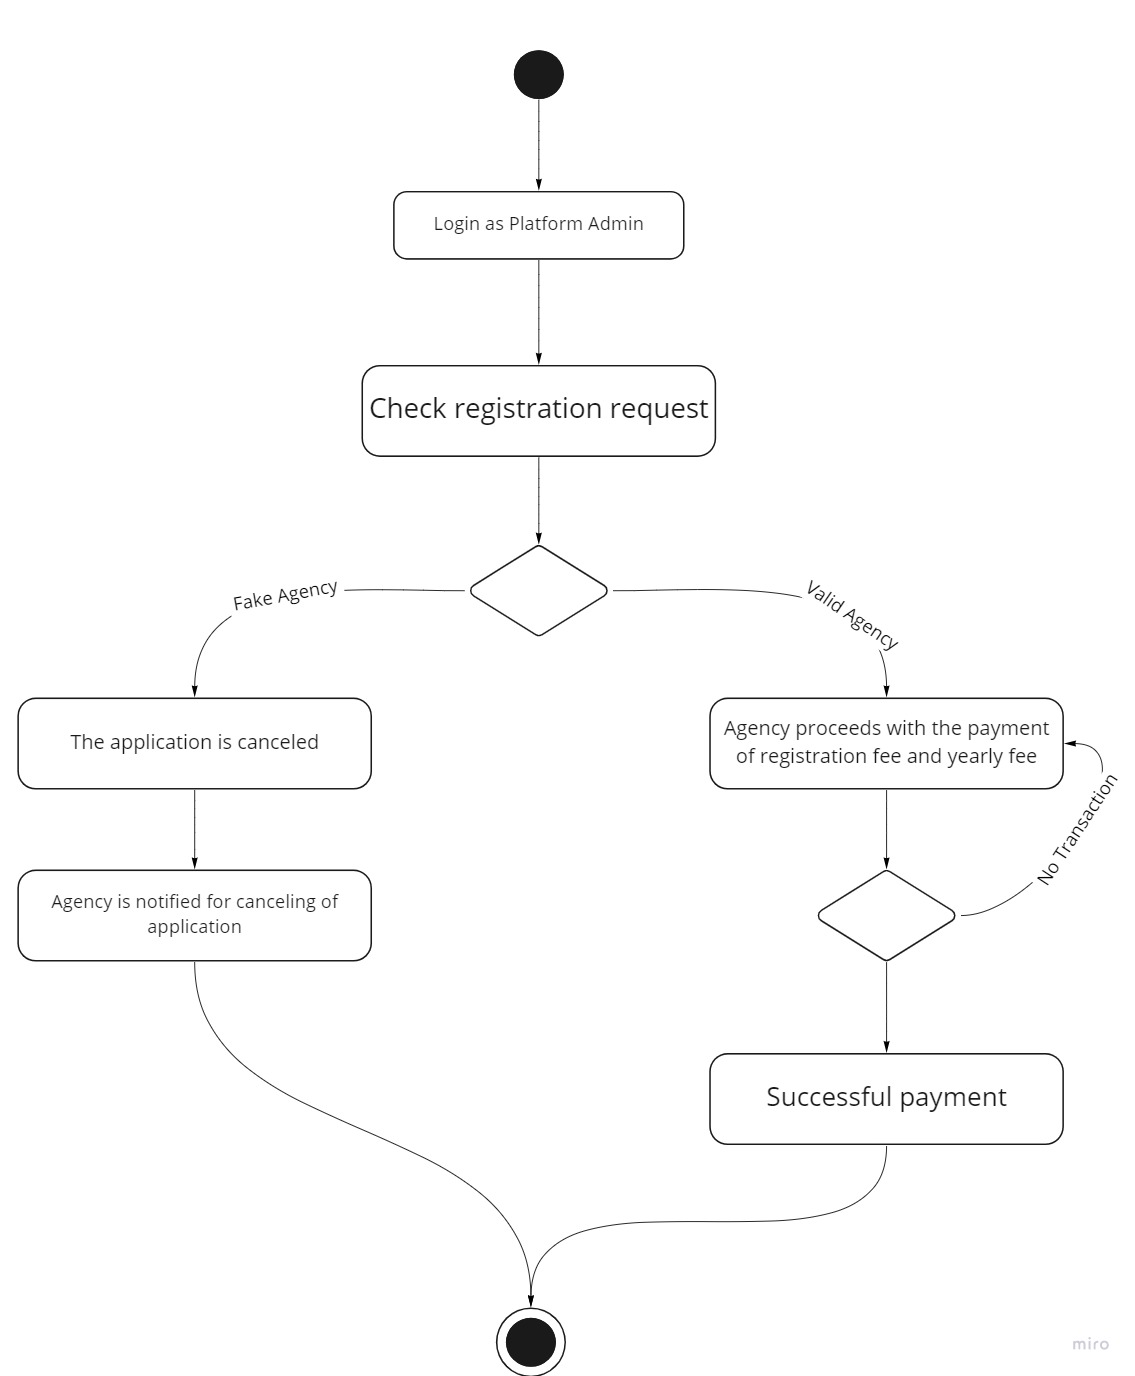 Login as Platform Admin
Check registration request
Fake Agency
Valid Agency
The application is canceled
Agency proceeds with the payment
of registration fee and yearly fee
No Transaction
Agency is notified for canceling of
application
Successful payment
miro